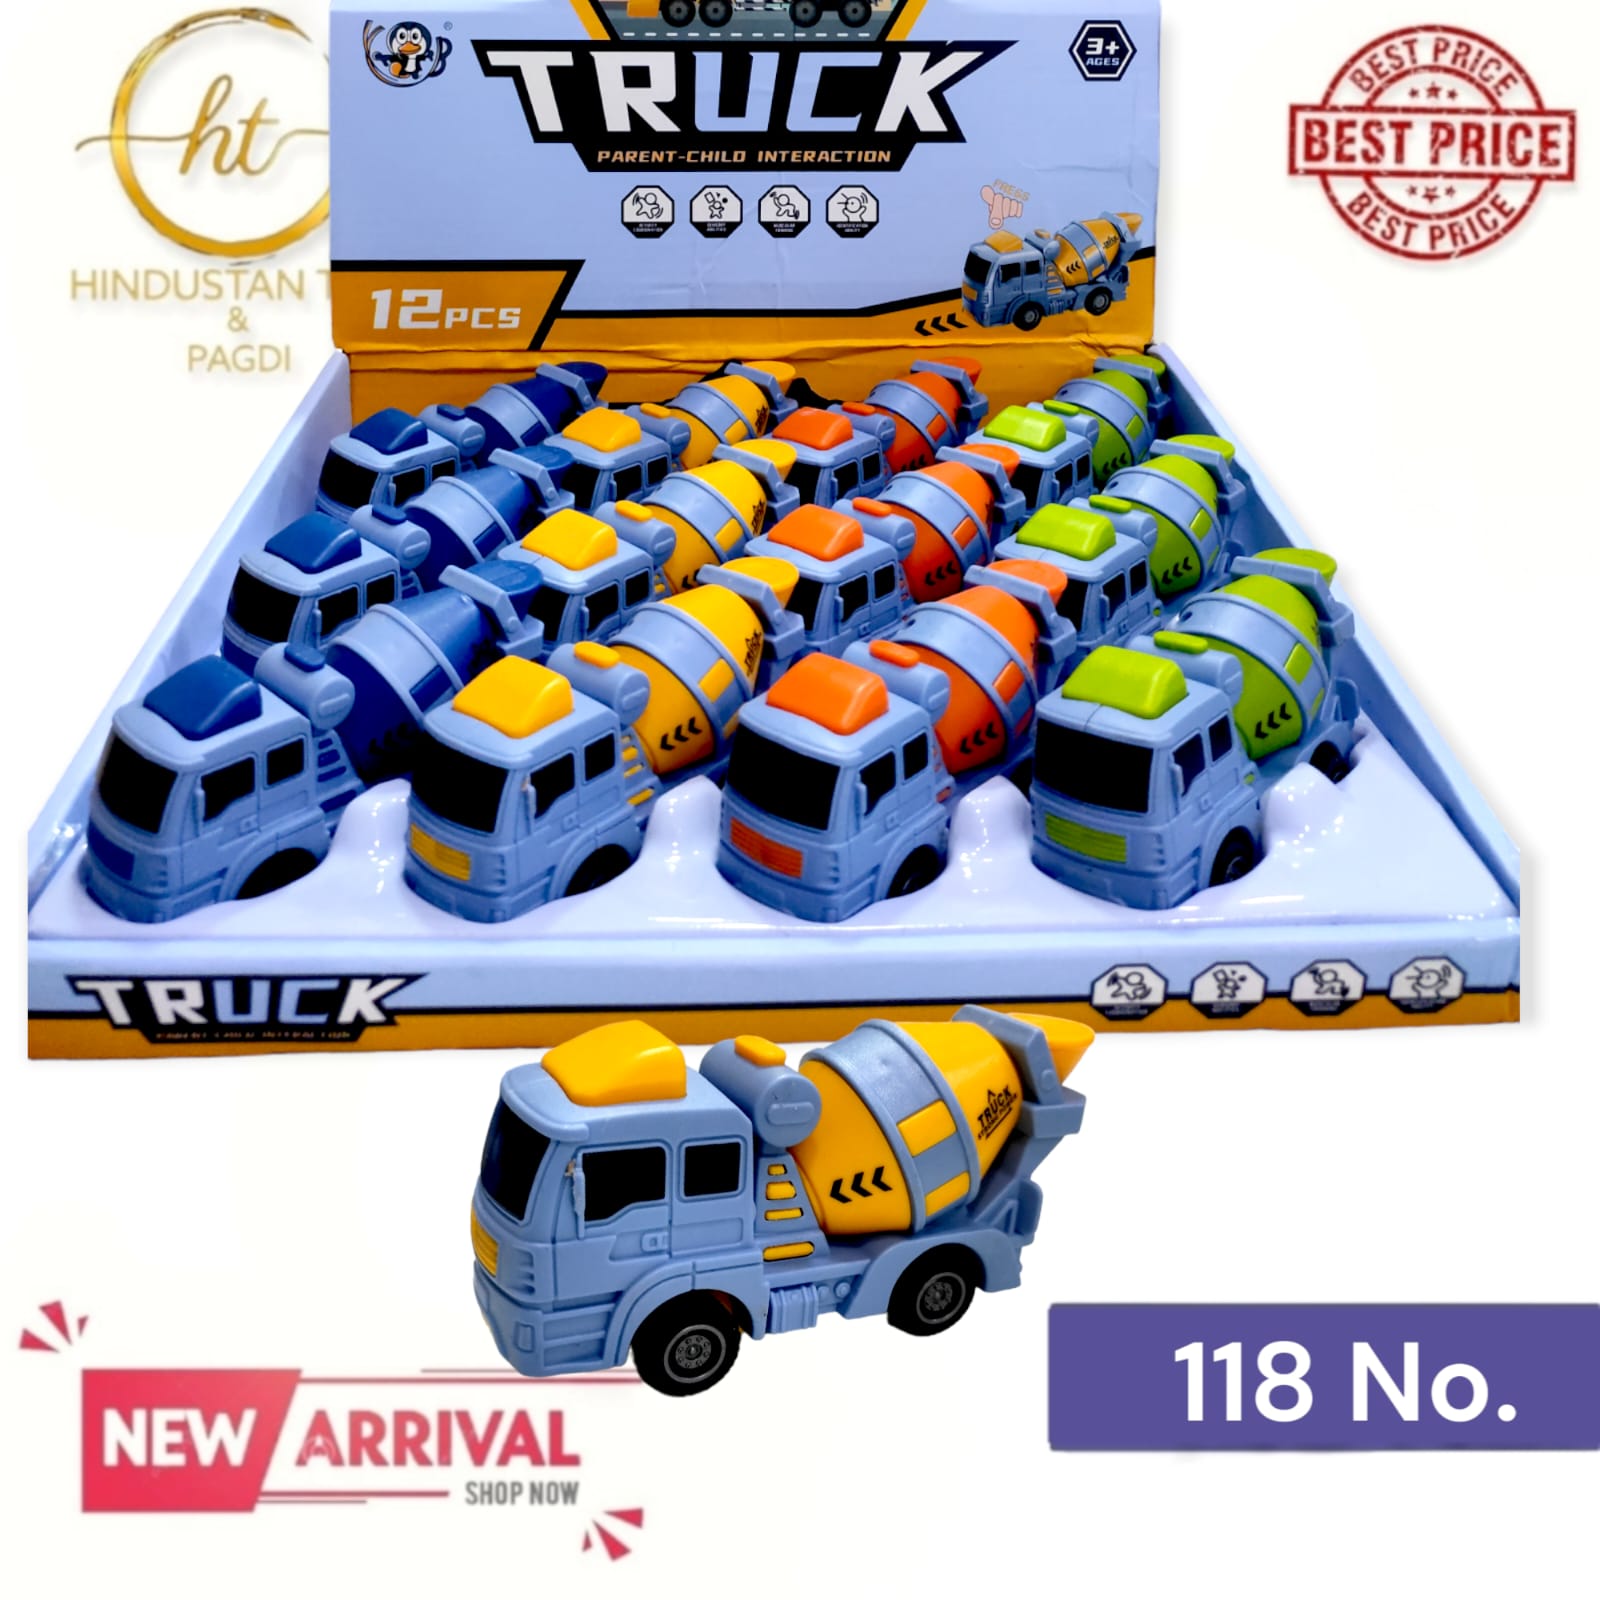 ht
HINDUSTAN T
&
PAGDI
TRUCK
PARENT-CHILD INTERACTION
3+
AGES
PRESS
12PCS
BEST PRICE
BEST PRICE
BEST PRICE
TRUCK
TRUCK
NEW ARRIVAL
SHOP NOW
118 No.